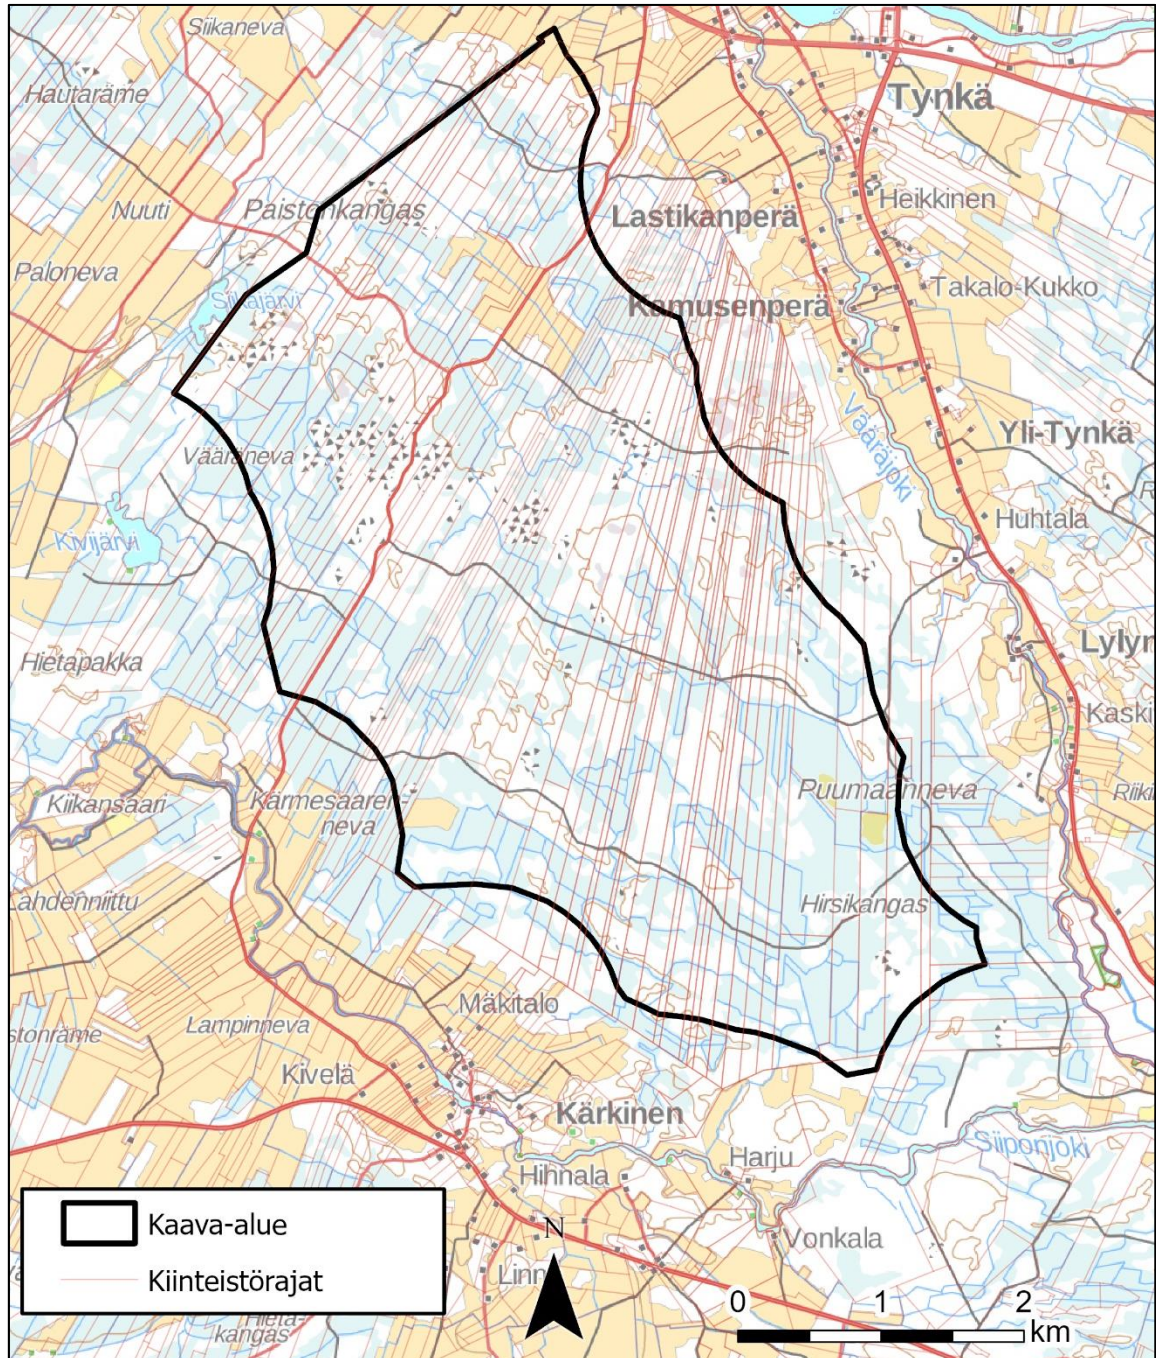 Siikaneva
Hautaräme
Tynkä
Nuuti
Paistonkangas
Heikkinen
Lastikanperä
Paloneva
Siikajärvi
Takalo-Kukko
Kamusenperä
Vääräjoki
Yli-Tynkä
Vääräneva
Kivijärvi
Huhtala
Hietapakka
Lylyn
Kaski
Kiikansaari
Kärmesaaren-
neva
Puumaanneva
Riiki
Lahdenniittu
Hirsikangas
Mäkitalo
stonräme
Lampinneva
Kivelä
Kärkinen
Siiponjoki
Harju
Hihnala
Kaava-alue
N
Vonkala
Kiinteistörajat
Linn
0 1 2
km
Hieta-
kangas